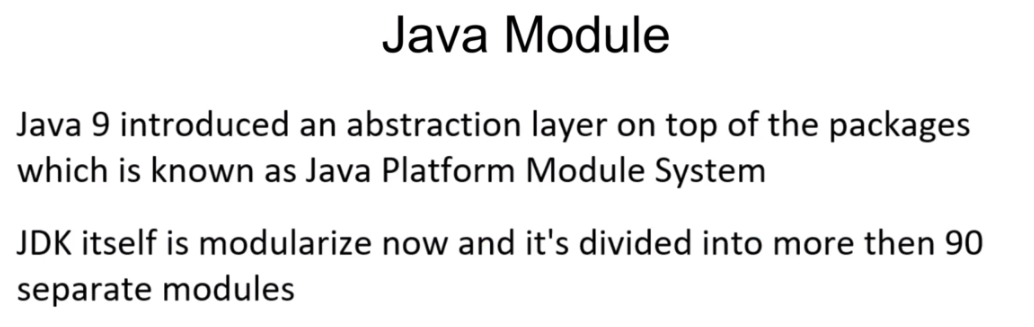 Java Module
Java 9 introduced an abstraction layer on top of the packages
which is known as Java Platform Module System
JDK itself is modularize now and it's divided into more then 90
separate modules